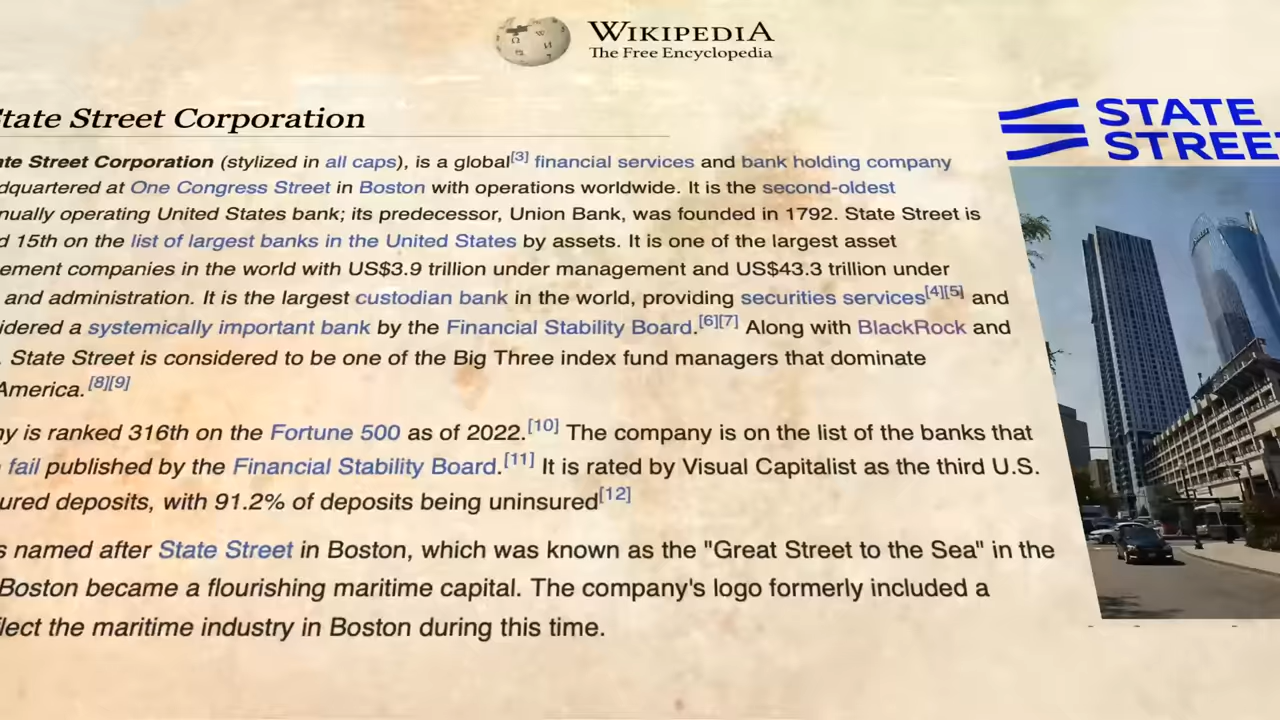 WIKIPEDIA
The Free Encyclopedia
State Street Corporation
STATE
STREET
ate Street Corporation (stylized in all caps), is a global[3] financial services and bank holding company
dquartered at One Congress Street in Boston with operations worldwide. It is the second-oldest
nually operating United States bank; its predecessor, Union Bank, was founded in 1792. State Street is
d 15th on the list of largest banks in the United States by assets. It is one of the largest asset
ement companies in the world with US$3.9 trillion under management and US$43.3 trillion under
and administration. It is the largest custodian bank in the world, providing securities services[4][5] and
idered a systemically important bank by the Financial Stability Board.[6][7] Along with BlackRock and
. State Street is considered to be one of the Big Three index fund managers that dominate
America.[8][9]
ny is ranked 316th on the Fortune 500 as of 2022.[10] The company is on the list of the banks that
fail published by the Financial Stability Board.[11] It is rated by Visual Capitalist as the third U.S.
ured deposits, with 91.2% of deposits being uninsured[12]
s named after State Street in Boston, which was known as the "Great Street to the Sea" in the
Boston became a flourishing maritime capital. The company's logo formerly included a
flect the maritime industry in Boston during this time.